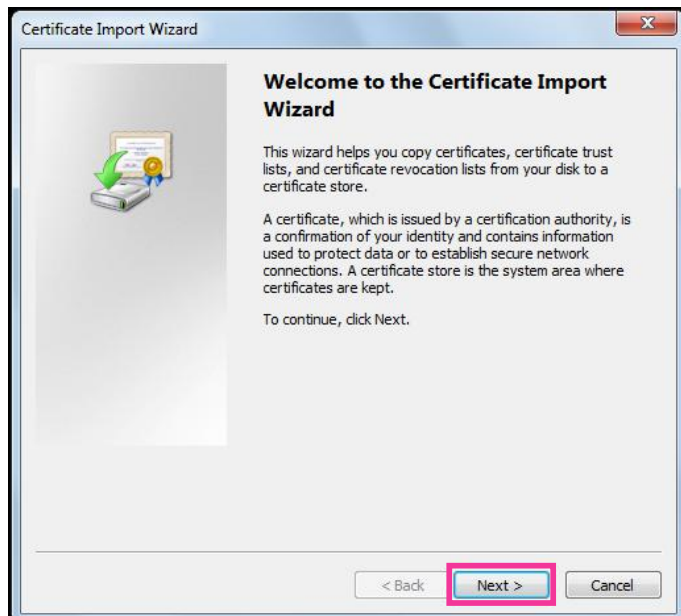 Certificate Import Wizard
Welcome to the Certificate Import
Wizard
This wizard helps you copy certificates, certificate trust
lists, and certificate revocation lists from your disk to a
certificate store.
A certificate, which is issued by a certification authority, is
a confirmation of your identity and contains information
used to protect data or to establish secure network
connections. A certificate store is the system area where
certificates are kept.
To continue, click Next.
< Back Next > Cancel